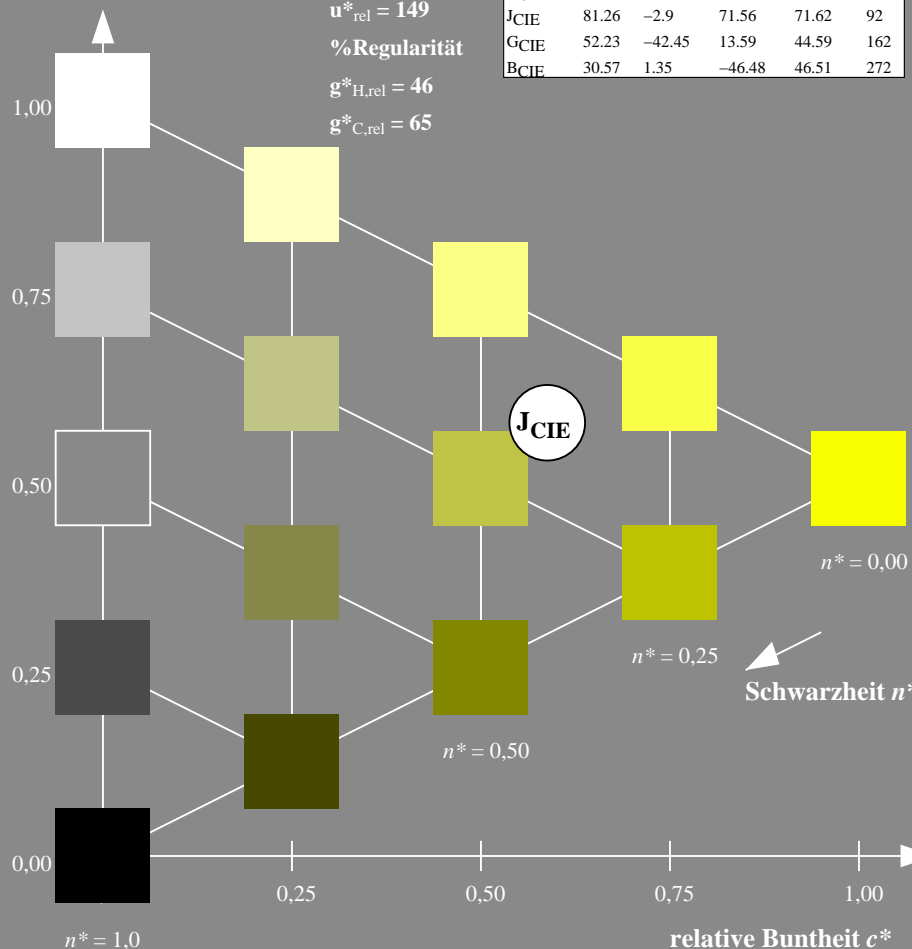 u*rel = 149
%Regularität
g*H,rel = 46
g*C,rel = 65
JCIE 81.26 −2.9 71.56 71.62 92
GCIE 52.23 −42.45 13.59 44.59 162
BCIE 30.57 1.35 −46.48 46.51 272
1,00
0,75
0,50
0,25
0,00
JCIE
n* = 0,00
n* = 0,25
Schwarzheit n*
n* = 0,50
0,25 0,50 0,75 1,00
n* = 1,0
relative Buntheit c*